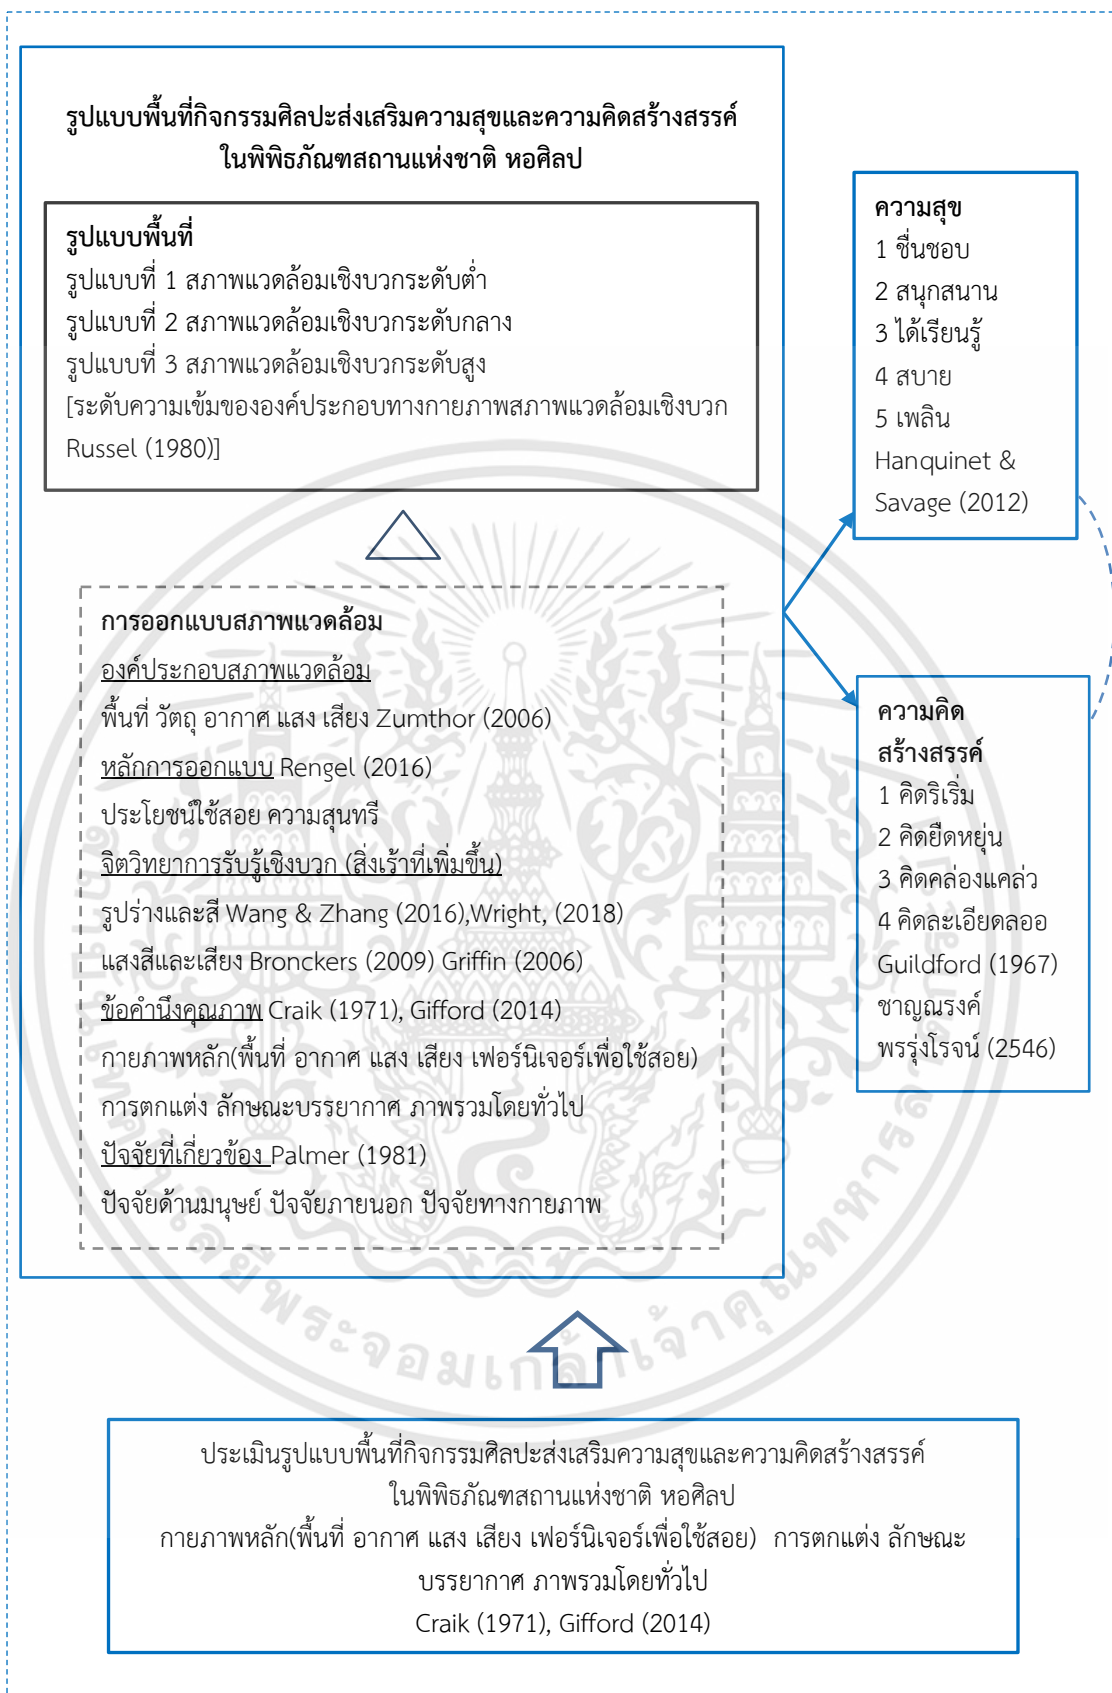 รูปแบบพื้นที่กิจกรรมศิลปะส่งเสริมความสุขและความคิดสร้างสรรค์
ในพิพิธภัณฑสถานแห่งชาติ หอศิลป
รูปแบบพื้นที่
รูปแบบที่ 1 สภาพแวดล้อมเชิงบวกระดับต่ำ
รูปแบบที่ 2 สภาพแวดล้อมเชิงบวกระดับกลาง
รูปแบบที่ 3 สภาพแวดล้อมเชิงบวกระดับสูง
[ระดับความเข้มขององค์ประกอบทางกายภาพสภาพแวดล้อมเชิงบวก
Russel (1980)]
การออกแบบสภาพแวดล้อม
องค์ประกอบสภาพแวดล้อม
พื้นที่ วัตถุ อากาศ แสง เสียง Zumthor (2006)
หลักการออกแบบ Rengel (2016)
ประโยชน์ใช้สอย ความสุนทรี
จิตวิทยาการรับรู้เชิงบวก (สิ่งเร้าที่เพิ่มขึ้น)
รูปร่างและสี Wang & Zhang (2016),Wright, (2018)
แสงสีและเสียง Bronckers (2009) Griffin (2006)
ข้อคำนึงคุณภาพ Craik (1971), Gifford (2014)
กายภาพหลัก(พื้นที่ อากาศ แสง เสียง เฟอร์นิเจอร์เพื่อใช้สอย)
การตกแต่ง ลักษณะบรรยากาศ ภาพรวมโดยทั่วไป
ปัจจัยที่เกี่ยวข้อง Palmer (1981)
ปัจจัยด้านมนุษย์ ปัจจัยภายนอก ปัจจัยทางกายภาพ
ความสุข
1 ชื่นชอบ
2 สนุกสนาน
3 ได้เรียนรู้
4 สบาย
5 เพลิน
Hanquinet &
Savage (2012)
ความคิด
สร้างสรรค์
1 คิดริเริ่ม
2 คิดยืดหยุ่น
3 คิดคล่องแคล่ว
4 คิดละเอียดลออ
Guildford (1967)
ชาญณรงค์
พรรุ่งโรจน์ (2546)
ประเมินรูปแบบพื้นที่กิจกรรมศิลปะส่งเสริมความสุขและความคิดสร้างสรรค์
ในพิพิธภัณฑสถานแห่งชาติ หอศิลป
กายภาพหลัก(พื้นที่ อากาศ แสง เสียง เฟอร์นิเจอร์เพื่อใช้สอย) การตกแต่ง ลักษณะ
บรรยากาศ ภาพรวมโดยทั่วไป
Craik (1971), Gifford (2014)